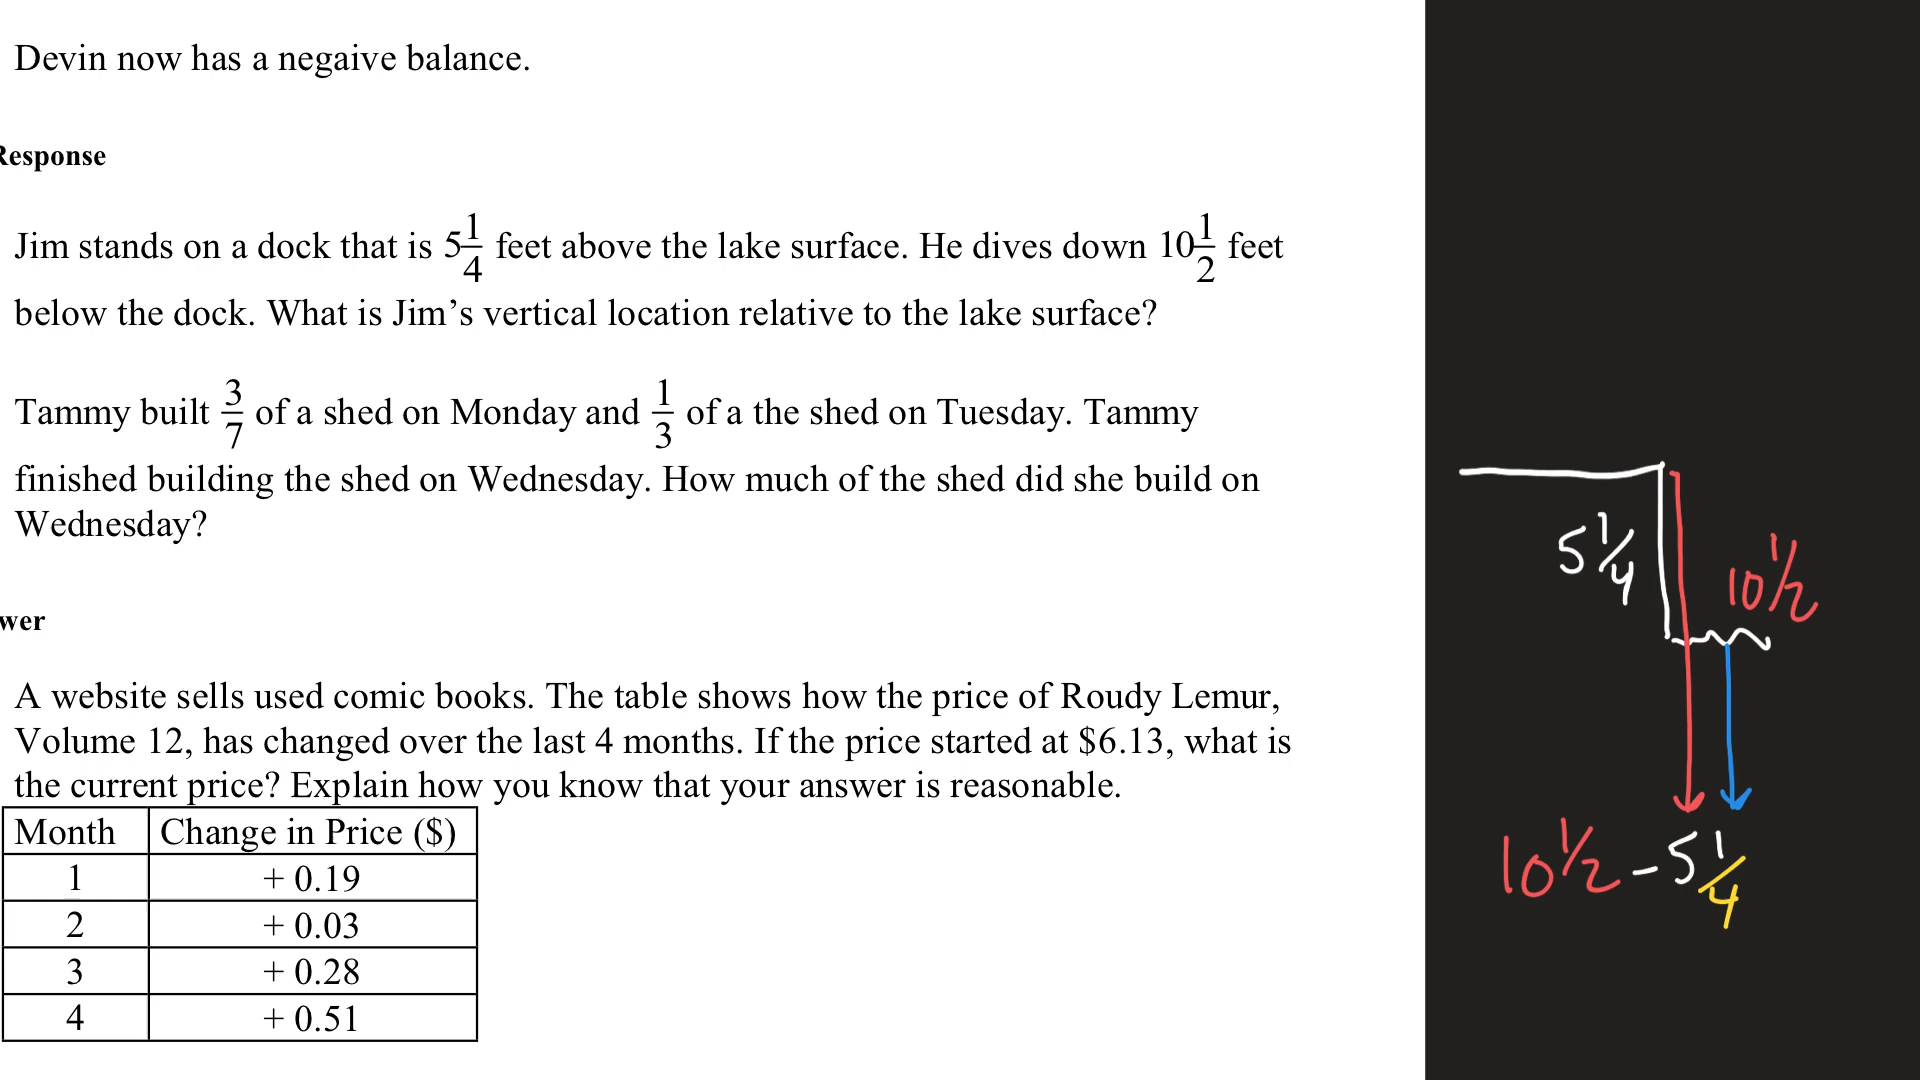 Devin now has a negaive balance.
Response
Jim stands on a dock that is 5 1/4 feet above the lake surface. He dives down 10 1/2 feet
below the dock. What is Jim’s vertical location relative to the lake surface?
Tammy built 3/7 of a shed on Monday and 1/3 of a the shed on Tuesday. Tammy
finished building the shed on Wednesday. How much of the shed did she build on
Wednesday?
wer
A website sells used comic books. The table shows how the price of Roudy Lemur,
Volume 12, has changed over the last 4 months. If the price started at $6.13, what is
the current price? Explain how you know that your answer is reasonable.
Month Change in Price ($)
1 + 0.19
2 + 0.03
3 + 0.28
4 + 0.51
5 1/4
10 1/2
10 1/2 - 5 1/4